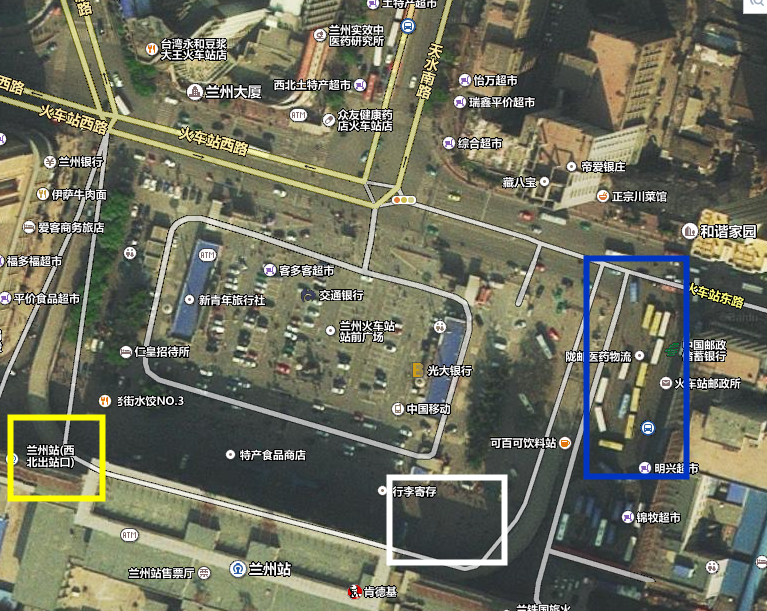 土特产超市
台湾永和豆浆
大王火车站店
兰州实效中
医药研究所
天水南路
西北土特产超市
怡万超市
兰州大厦
瑞鑫平价超市
ATM
众友健康药
店火车站店
西路
火车站西路
火车站西路
综合超市
兰州银行
帝爱银庄
藏八宝
伊萨牛肉面
正宗川菜馆
爱客商务旅店
和谐家园
ATM
福多福超市
客多客超市
平价食品超市
新青年旅行社
交通银行
火车站东路
兰州火车站
站前广场
仁皇招待所
陇邮医药物流
中国邮政
储蓄银行
光大银行
火车站邮政所
老街水饺NO.3
中国移动
可百可饮料站
兰州站(西
北出站口)
特产食品商店
明兴超市
行李寄存
锦牧超市
ATM
兰州站售票厅
兰州站
肯德基
兰铁国旅火